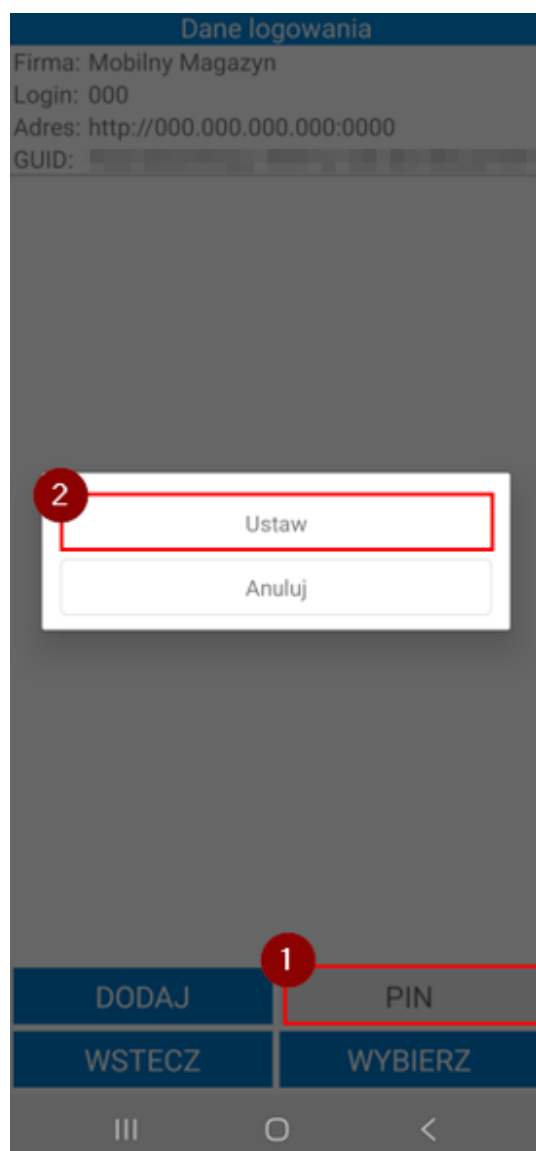 Dane logowania
Firma: Mobilny Magazyn
Login: 000
Adres: http://000.000.000.000:0000
GUID:
2
Ustaw
Anuluj
1
DODAJ PIN
WSTECZ WYBIERZ